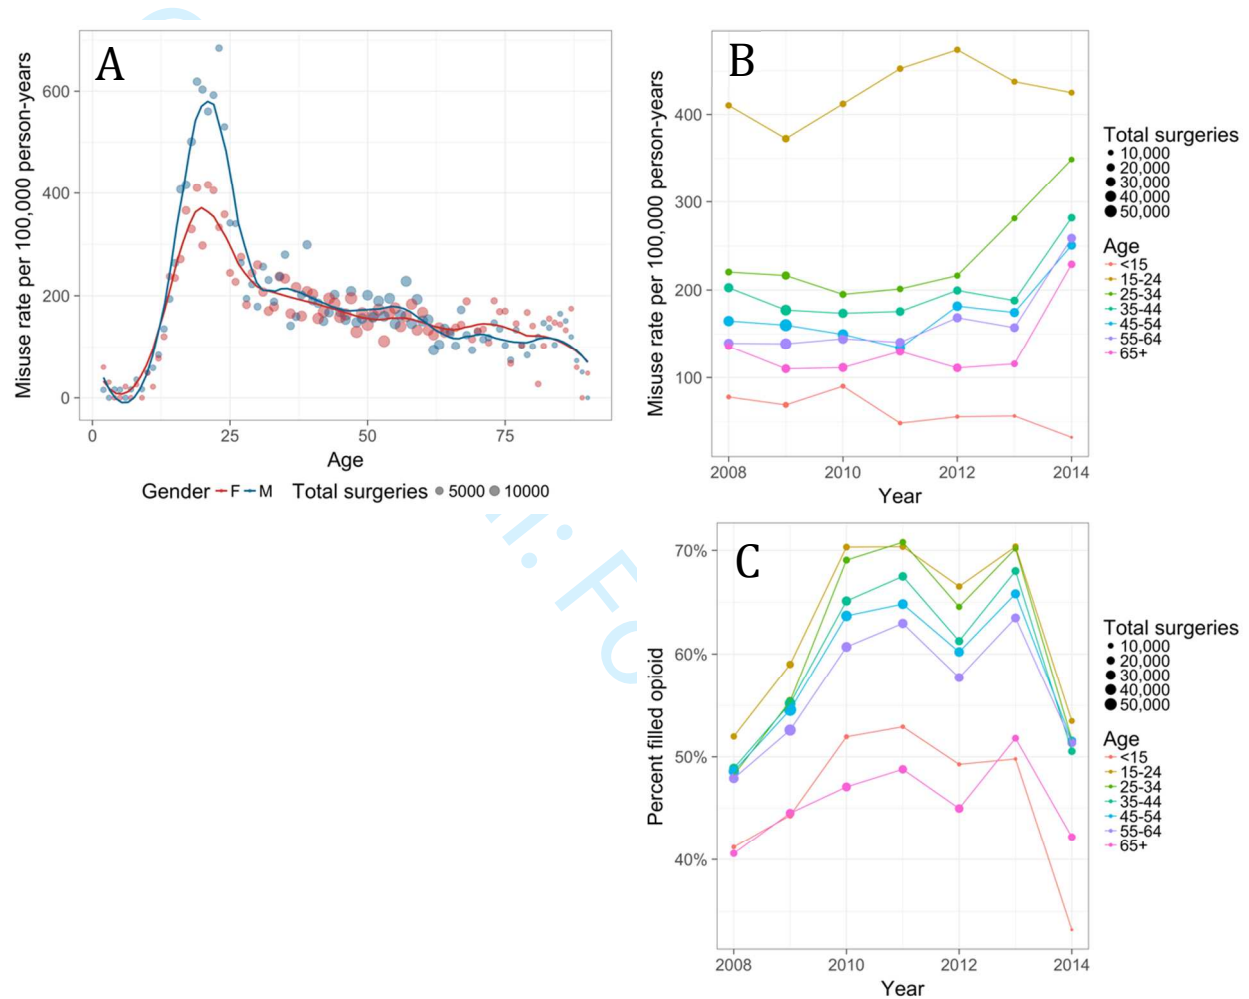 A
Misuse rate per 100,000 person-years
600
400
200
0
0 25 50 75
Age
Gender F M Total surgeries 5000 10000
B
Misuse rate per 100,000 person-years
400
300
200
100
2008 2010 2012 2014
Year
Total surgeries
10,000
20,000
30,000
40,000
50,000
Age
<15
15-24
25-34
35-44
45-54
55-64
65+
C
Percent filled opioid
70%
60%
50%
40%
2008 2010 2012 2014
Year
Total surgeries
10,000
20,000
30,000
40,000
50,000
Age
<15
15-24
25-34
35-44
45-54
55-64
65+